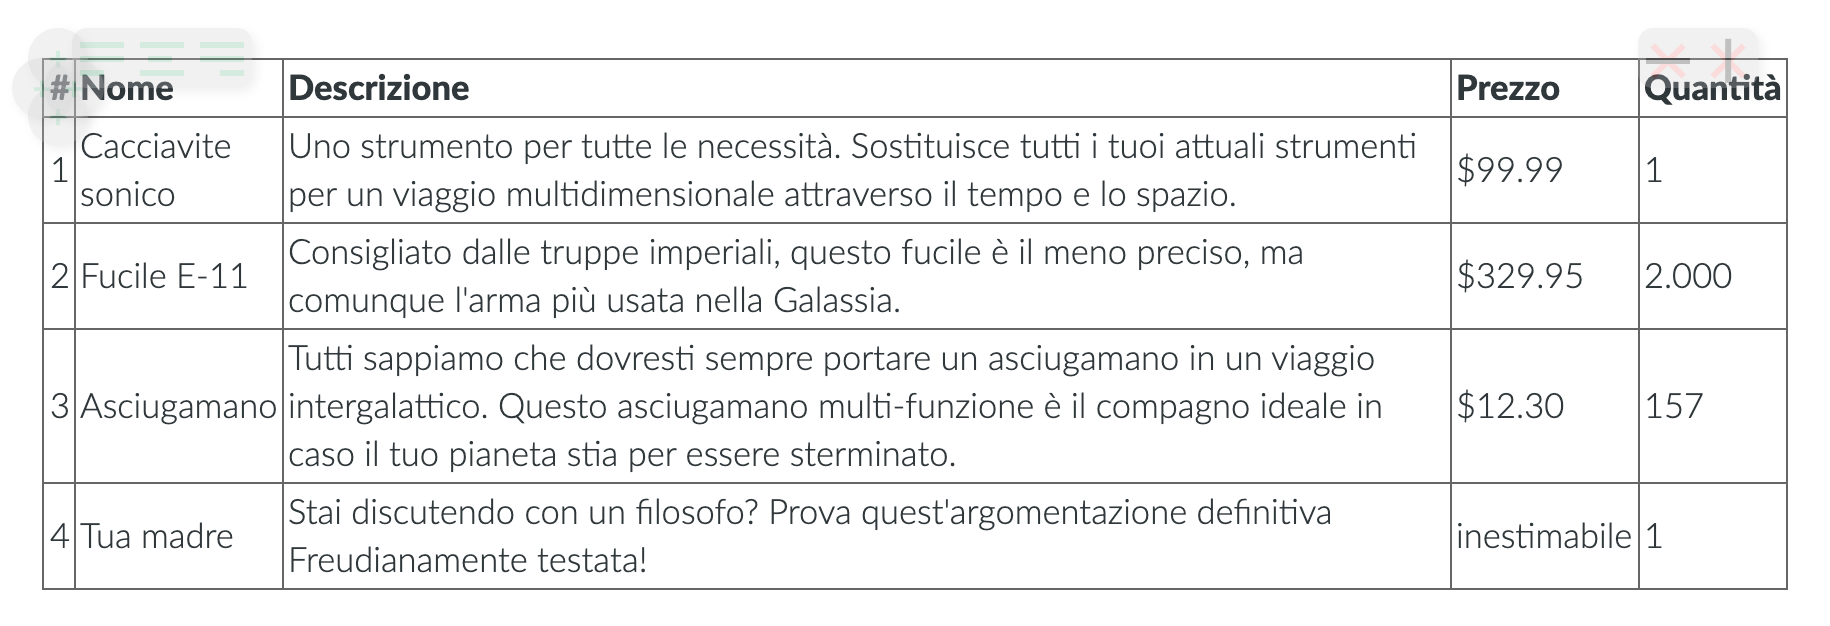 # Nome Descrizione Prezzo Quantità
1 Cacciavite sonico Uno strumento per tutte le necessità. Sostituisce tutti i tuoi attuali strumenti
per un viaggio multidimensionale attraverso il tempo e lo spazio. $99.99 1
2 Fucile E-11 Consigliato dalle truppe imperiali, questo fucile è il meno preciso, ma
comunque l'arma più usata nella Galassia. $329.95 2.000
3 Asciugamano Tutti sappiamo che dovresti sempre portare un asciugamano in un viaggio
intergalattico. Questo asciugamano multi-funzione è il compagno ideale in
caso il tuo pianeta stia per essere sterminato. $12.30 157
4 Tua madre Stai discutendo con un filosofo? Prova quest'argomentazione definitiva
Freudianamente testata! inestimabile 1